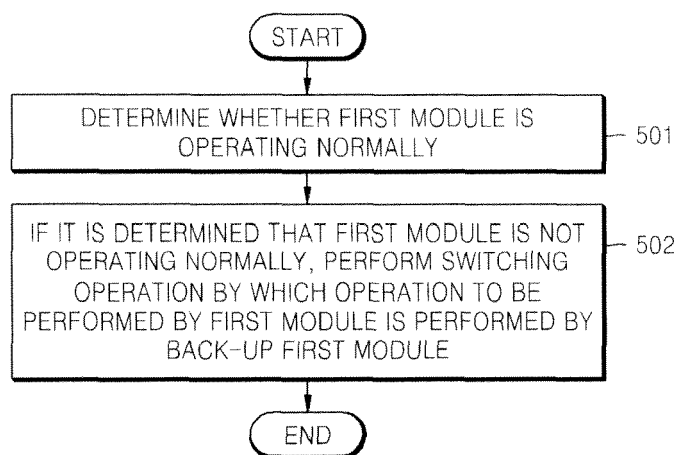 START
DETERMINE WHETHER FIRST MODULE IS
OPERATING NORMALLY
501
IF IT IS DETERMINED THAT FIRST MODULE IS NOT
OPERATING NORMALLY, PERFORM SWITCHING
OPERATION BY WHICH OPERATION TO BE
PERFORMED BY FIRST MODULE IS PERFORMED BY
BACK-UP FIRST MODULE
502
END